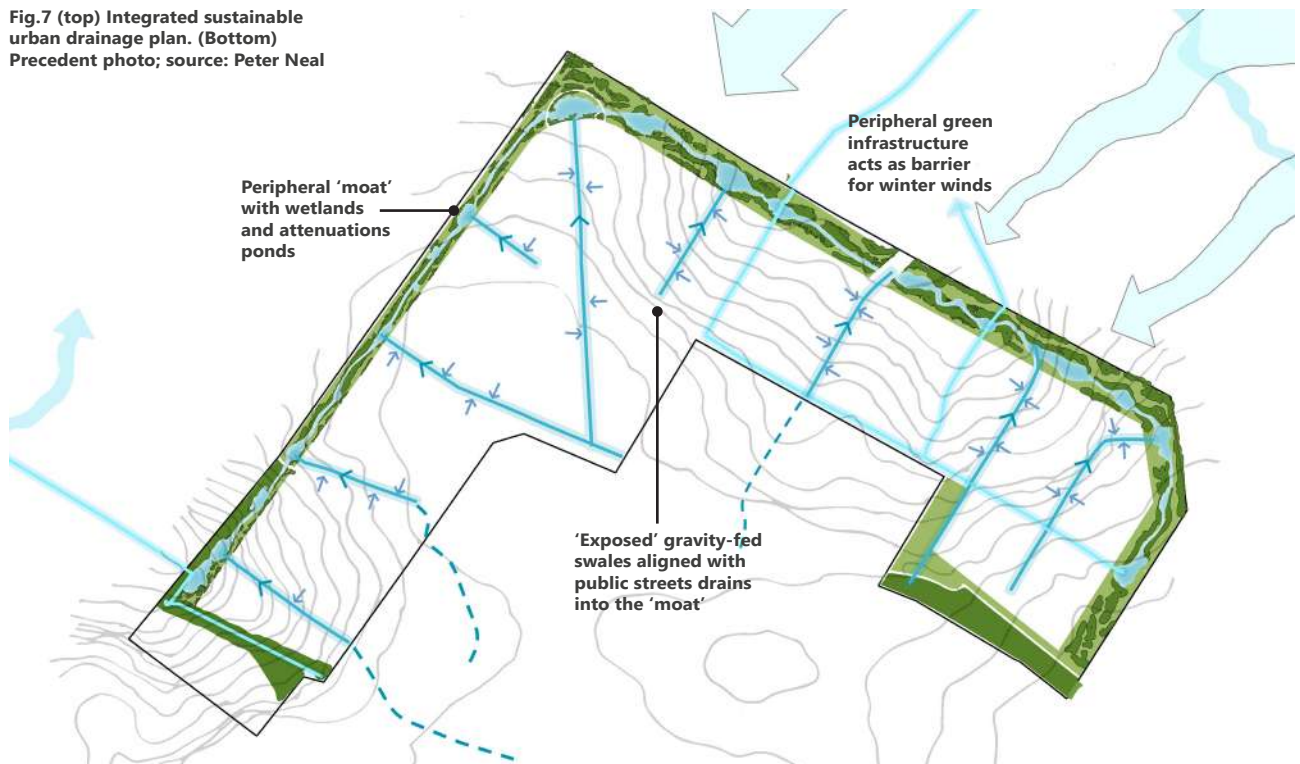 Fig.7 (top) Integrated sustainable
urban drainage plan. (Bottom)
Precedent photo; source: Peter Neal
Peripheral green
infrastructure
acts as barrier
for winter winds
Peripheral ‘moat’
with wetlands
and attenuations
ponds
‘Exposed’ gravity-fed
swales aligned with
public streets drains
into the ‘moat’